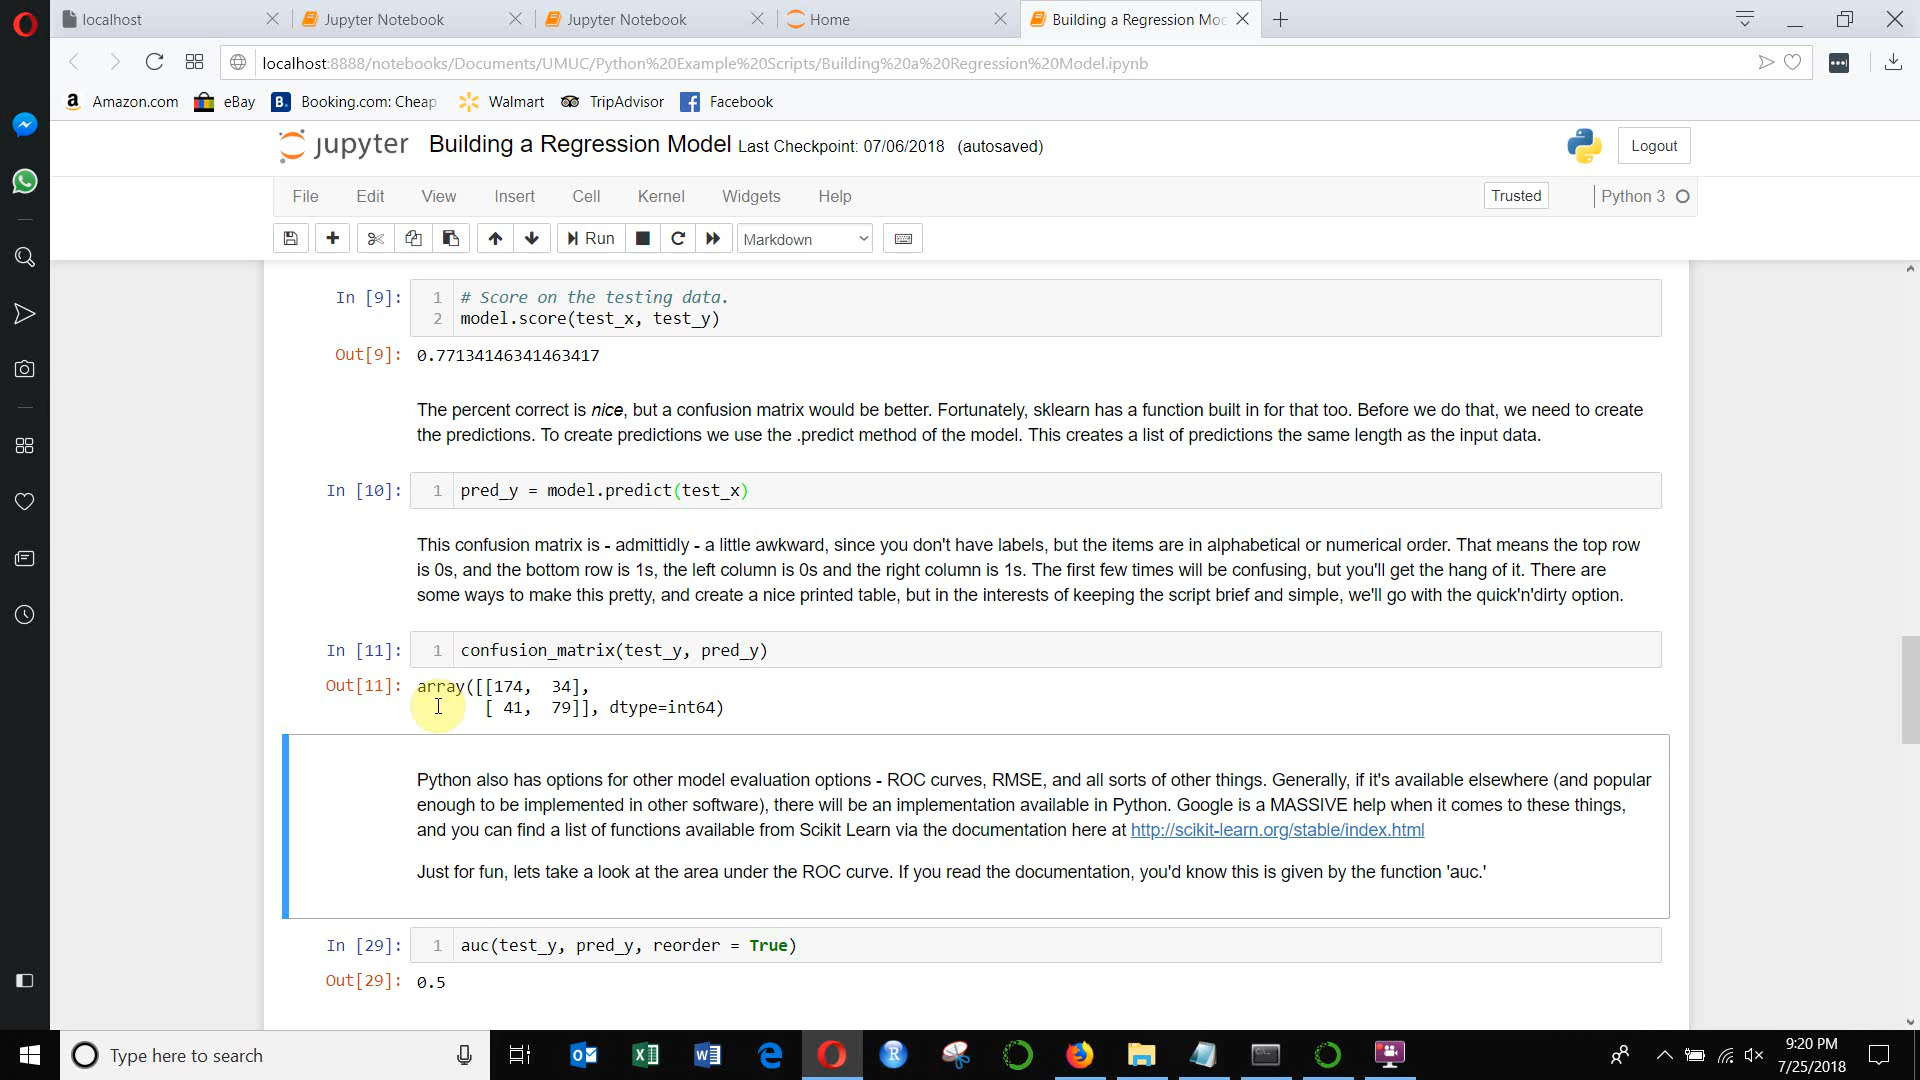 localhost
Jupyter Notebook
Jupyter Notebook
Home
Building a Regression Mod
localhost:8888/notebooks/Documents/UMUC/Python%20Example%20Scripts/Building%20a%20Regression%20Model.ipynb
Amazon.com
eBay
B.
Booking.com: Cheap
Walmart
TripAdvisor
Facebook
jupyter
Building a Regression Model Last Checkpoint: 07/06/2018 (autosaved)
Logout
File Edit View Insert Cell Kernel Widgets Help
Trusted
Python 3
Run
Markdown
In [9]:
1 # Score on the testing data.
2 model.score(test_x, test_y)
Out[9]: 0.77134146341463417
The percent correct is nice, but a confusion matrix would be better. Fortunately, sklearn has a function built in for that too. Before we do that, we need to create
the predictions. To create predictions we use the .predict method of the model. This creates a list of predictions the same length as the input data.
In [10]: 1 pred_y = model.predict(test_x)
This confusion matrix is - admittidly - a little awkward, since you don't have labels, but the items are in alphabetical or numerical order. That means the top row
is 0s, and the bottom row is 1s, the left column is 0s and the right column is 1s. The first few times will be confusing, but you'll get the hang of it. There are
some ways to make this pretty, and create a nice printed table, but in the interests of keeping the script brief and simple, we'll go with the quick'n'dirty option.
In [11]: 1 confusion_matrix(test_y, pred_y)
Out[11]: array([[174, 34],
[ 41, 79]], dtype=int64)
Python also has options for other model evaluation options - ROC curves, RMSE, and all sorts of other things. Generally, if it's available elsewhere (and popular
enough to be implemented in other software), there will be an implementation available in Python. Google is a MASSIVE help when it comes to these things,
and you can find a list of functions available from Scikit Learn via the documentation here at http://scikit-learn.org/stable/index.html
Just for fun, lets take a look at the area under the ROC curve. If you read the documentation, you'd know this is given by the function 'auc.'
In [29]: 1 auc(test_y, pred_y, reorder = True)
Out[29]: 0.5
Type here to search
9:20 PM
7/25/2018